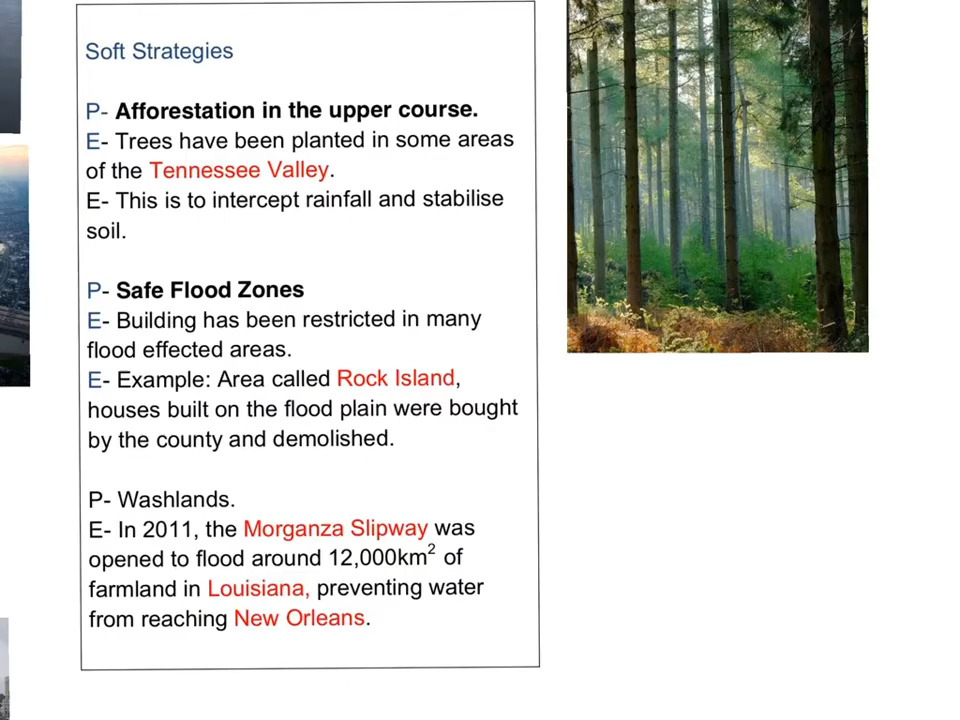 Soft Strategies
P- Afforestation in the upper course.
E- Trees have been planted in some areas
of the Tennessee Valley.
E- This is to intercept rainfall and stabilise
soil.
P- Safe Flood Zones
E- Building has been restricted in many
flood effected areas.
E- Example: Area called Rock Island,
houses built on the flood plain were bought
by the county and demolished.
P- Washlands.
E- In 2011, the Morganza Slipway was
opened to flood around 12,000km² of
farmland in Louisiana, preventing water
from reaching New Orleans.